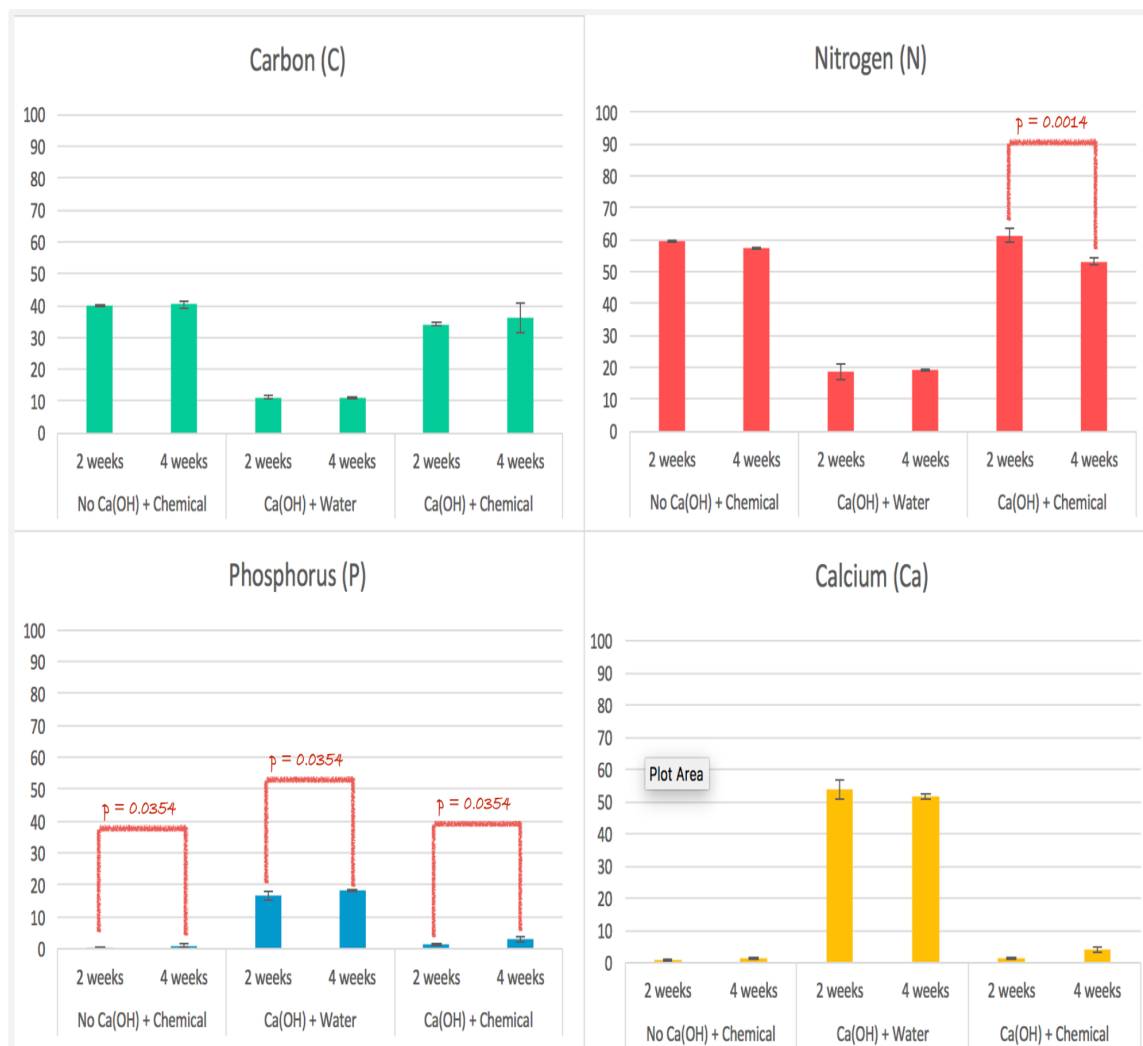 Carbon (C)
100
90
80
70
60
50
40
30
20
10
0
2 weeks 4 weeks 2 weeks 4 weeks 2 weeks 4 weeks
No Ca(OH) + Chemical Ca(OH) + Water Ca(OH) + Chemical
Nitrogen (N)
100
90
80
70
60
50
40
30
20
10
0
p = 0.0014
2 weeks 4 weeks 2 weeks 4 weeks 2 weeks 4 weeks
No Ca(OH) + Chemical Ca(OH) + Water Ca(OH) + Chemical
Phosphorus (P)
100
90
80
70
60
50
40
30
20
10
0
p = 0.0354
p = 0.0354
p = 0.0354
2 weeks 4 weeks 2 weeks 4 weeks 2 weeks 4 weeks
No Ca(OH) + Chemical Ca(OH) + Water Ca(OH) + Chemical
Calcium (Ca)
100
90
80
70
60
50
40
30
20
10
0
Plot Area
2 weeks 4 weeks 2 weeks 4 weeks 2 weeks 4 weeks
No Ca(OH) + Chemical Ca(OH) + Water Ca(OH) + Chemical